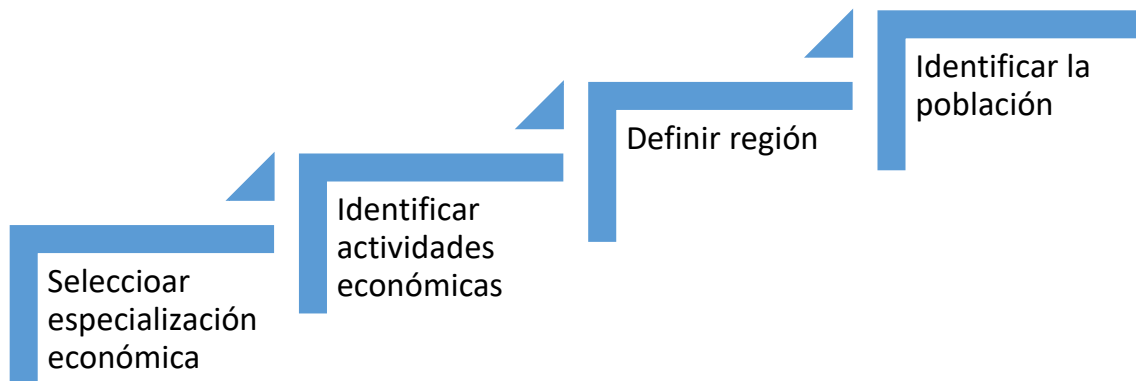 Seleccioar
especialización
económica
Identificar
actividades
económicas
Definir región
Identificar la
población